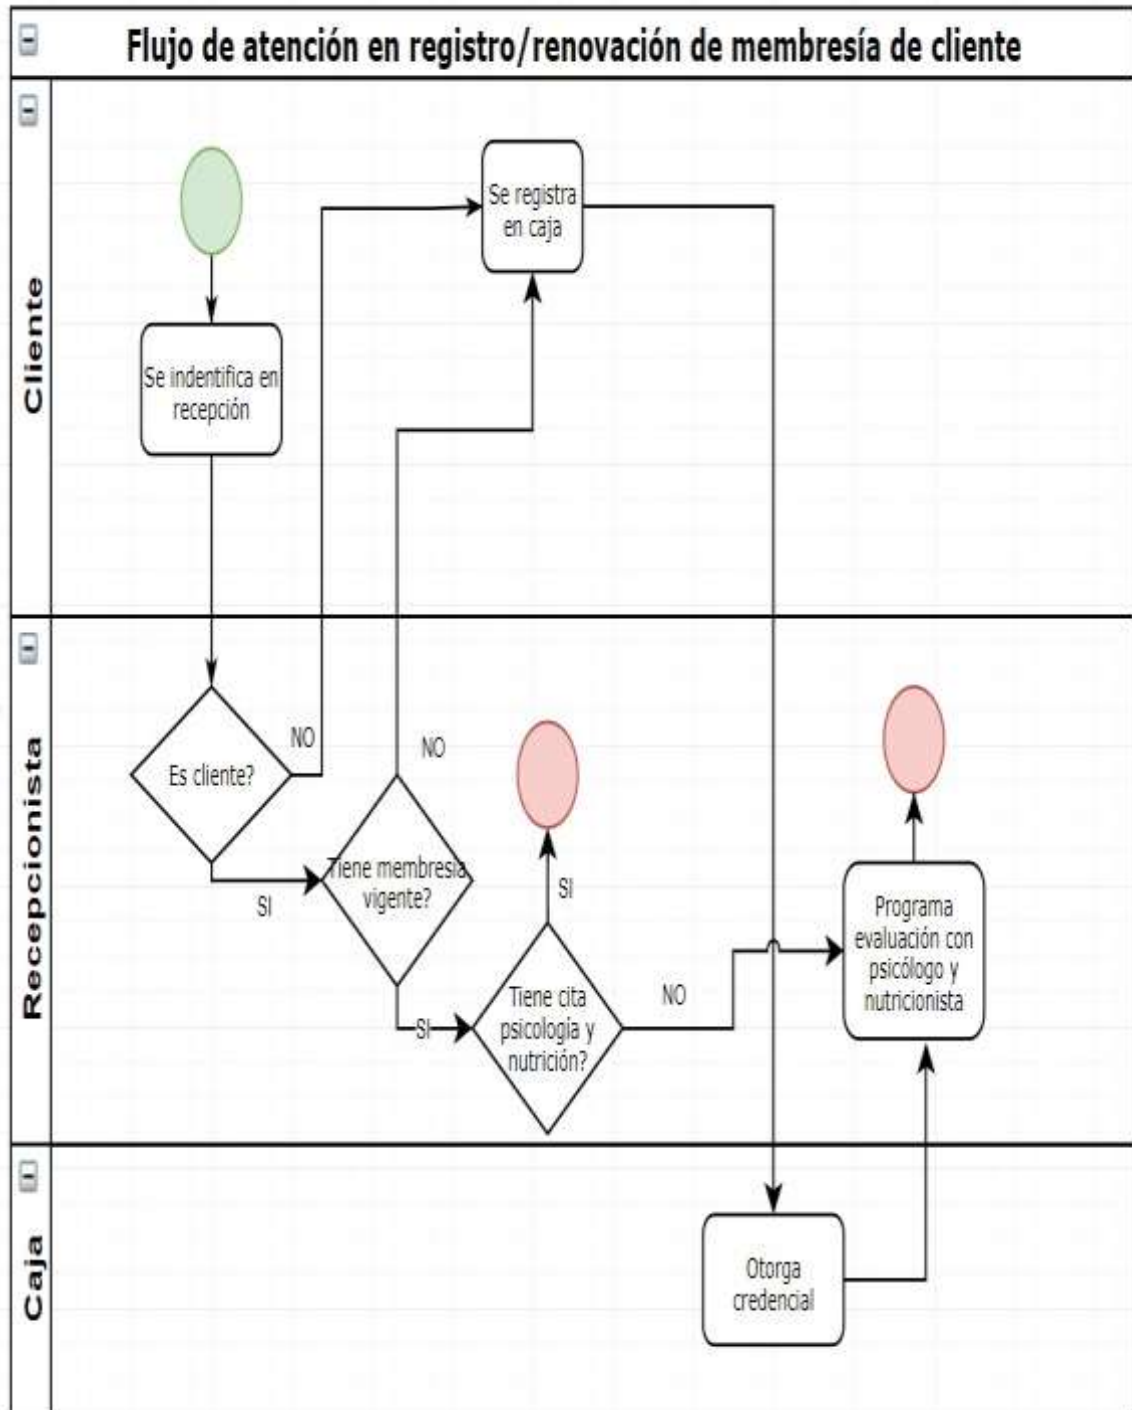 Flujo de atención en registro/renovación de membresía de cliente
Cliente
Se registra
en caja
Se indentifica en
recepción
Recepcionista
Es cliente?
NO
SI
NO
Tiene membresía
vigente?
SI
SI
Tiene cita
psicología y
nutrición?
NO
Programa
evaluación con
psicólogo y
nutricionista
Caja
Otorga
credencial